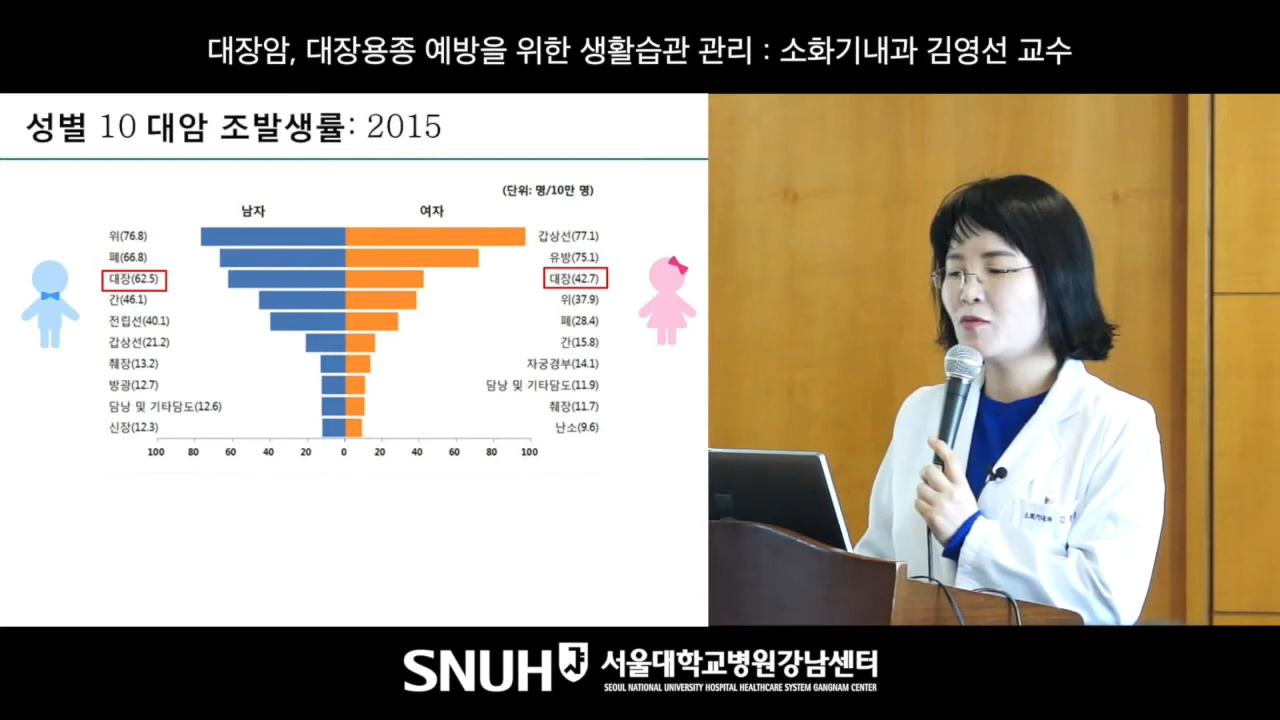 대장암, 대장용종 예방을 위한 생활습관 관리 : 소화기내과 김영선 교수
성별 10 대암 조발생률: 2015
(단위: 명/10만 명)
남자 여자
위(76.8) 갑상선(77.1)
폐(66.8) 유방(75.1)
대장(62.5) 대장(42.7)
간(46.1) 위(37.9)
전립선(40.1) 폐(28.4)
갑상선(21.2) 간(15.8)
췌장(13.2) 자궁경부(14.1)
방광(12.7) 담낭 및 기타담도(11.9)
담낭 및 기타담도(12.6) 췌장(11.7)
신장(12.3) 난소(9.6)
100 80 60 40 20 0 20 40 60 80 100
소화기내과 김
SNUH 서울대학교병원강남센터
SEOUL NATIONAL UNIVERSITY HOSPITAL HEALTHCARE SYSTEM GANGNAM CENTER